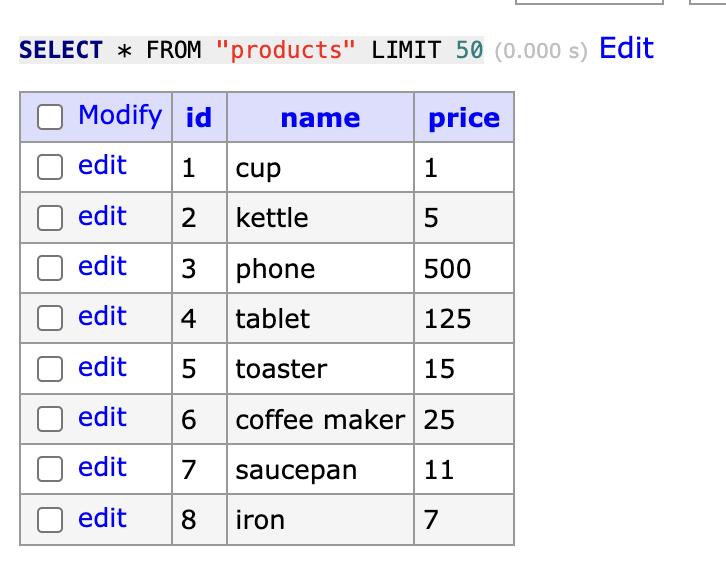 SELECT * FROM "products" LIMIT 50 (0.000 s) Edit
Modify id name price
edit 1 cup 1
edit 2 kettle 5
edit 3 phone 500
edit 4 tablet 125
edit 5 toaster 15
edit 6 coffee maker 25
edit 7 saucepan 11
edit 8 iron 7